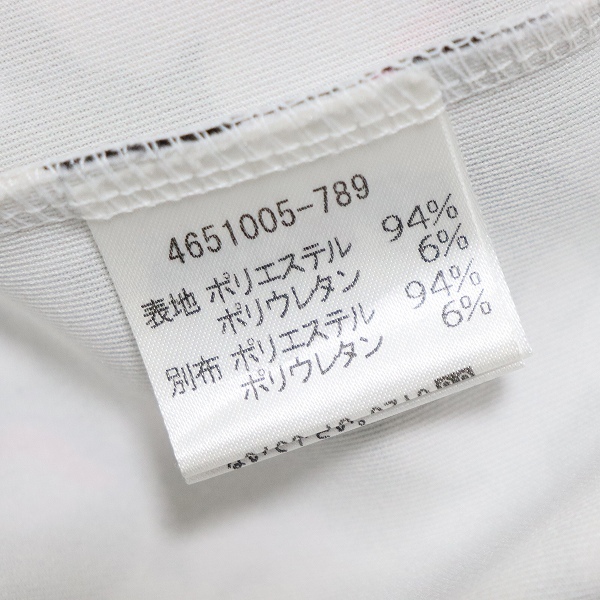 4651005-789
表地 ポリエステル 94%
ポリウレタン 6%
別布 ポリエステル 94%
ポリウレタン 6%